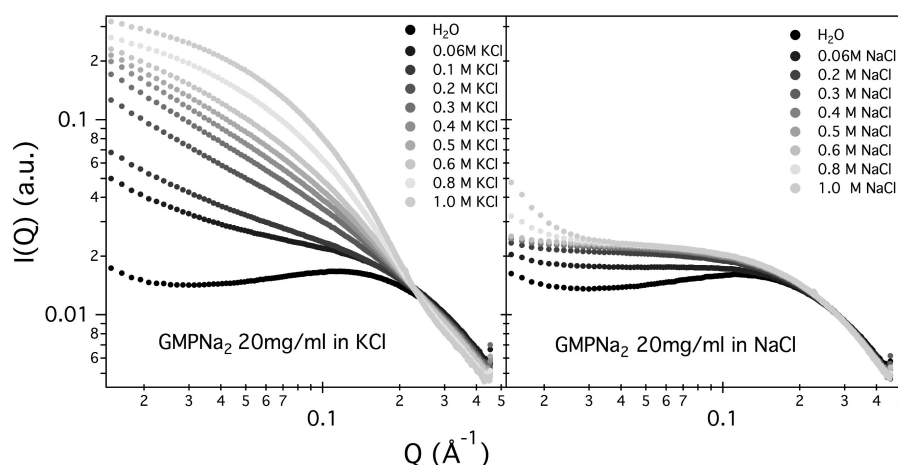 I(Q) (a.u.)
2
0.1
8
6
4
2
0.01
8
6
H₂O
0.06M KCl
0.1 M KCl
0.2 M KCl
0.3 M KCl
0.4 M KCl
0.5 M KCl
0.6 M KCl
0.8 M KCl
1.0 M KCl
GMPNa₂ 20mg/ml in KCl
2 3 4 5 6 7 0.1 2 3 4 5
H₂O
0.06M NaCl
0.2 M NaCl
0.3 M NaCl
0.4 M NaCl
0.5 M NaCl
0.6 M NaCl
0.8 M NaCl
1.0 M NaCl
GMPNa₂ 20mg/ml in NaCl
2 3 4 5 6 7 0.1 2 3 4
Q (Å⁻¹)